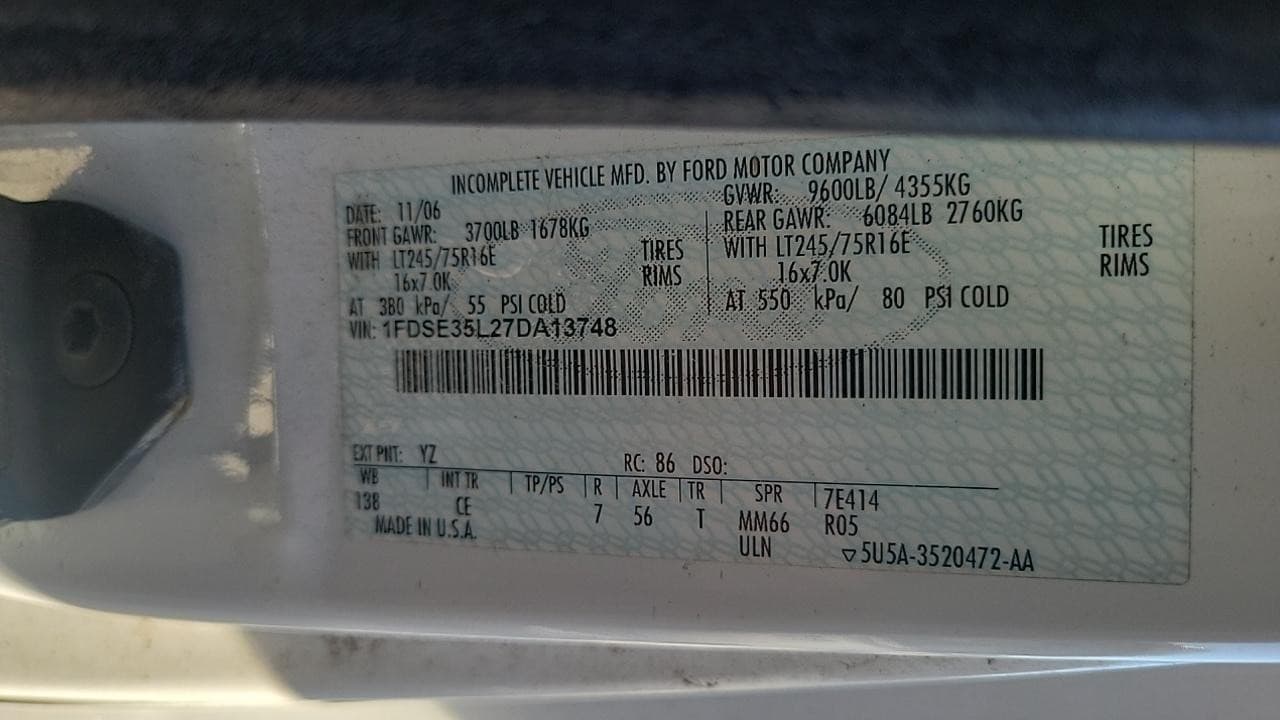 INCOMPLETE VEHICLE MFD. BY FORD MOTOR COMPANY
DATE: 11/06 GVWR: 9600LB/ 4355KG
FRONT GAWR: 3700LB 1678KG REAR GAWR: 6084LB 2760KG
WITH LT245/75R16E TIRES WITH LT245/75R16E TIRES
16x7.0K RIMS 16x7.0K RIMS
AT 380 kPa/ 55 PSI COLD AT 550 kPa/ 80 PSI COLD
VIN: 1FDSE35L27DA13748
EXT PNT: YZ RC: 86 DSO:
WB INT TR TP/PS R AXLE TR SPR 7E414
138 CE 7 56 T MM66 R05
MADE IN U.S.A. ULN ▽5U5A-3520472-AA